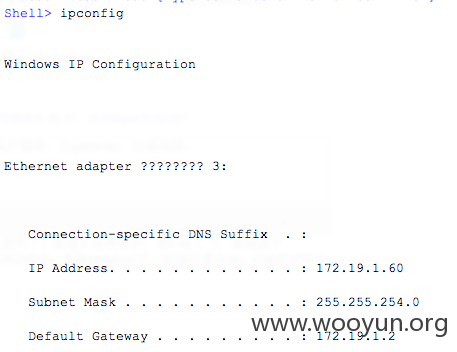 Shell> ipconfig
Windows IP Configuration
Ethernet adapter ???????? 3:
Connection-specific DNS Suffix  . :
IP Address. . . . . . . . . . . . : 172.19.1.60
Subnet Mask . . . . . . . . . . . : 255.255.254.0
Default Gateway . . . . . . . . . : 172.19.1.2
www.wooyun.org